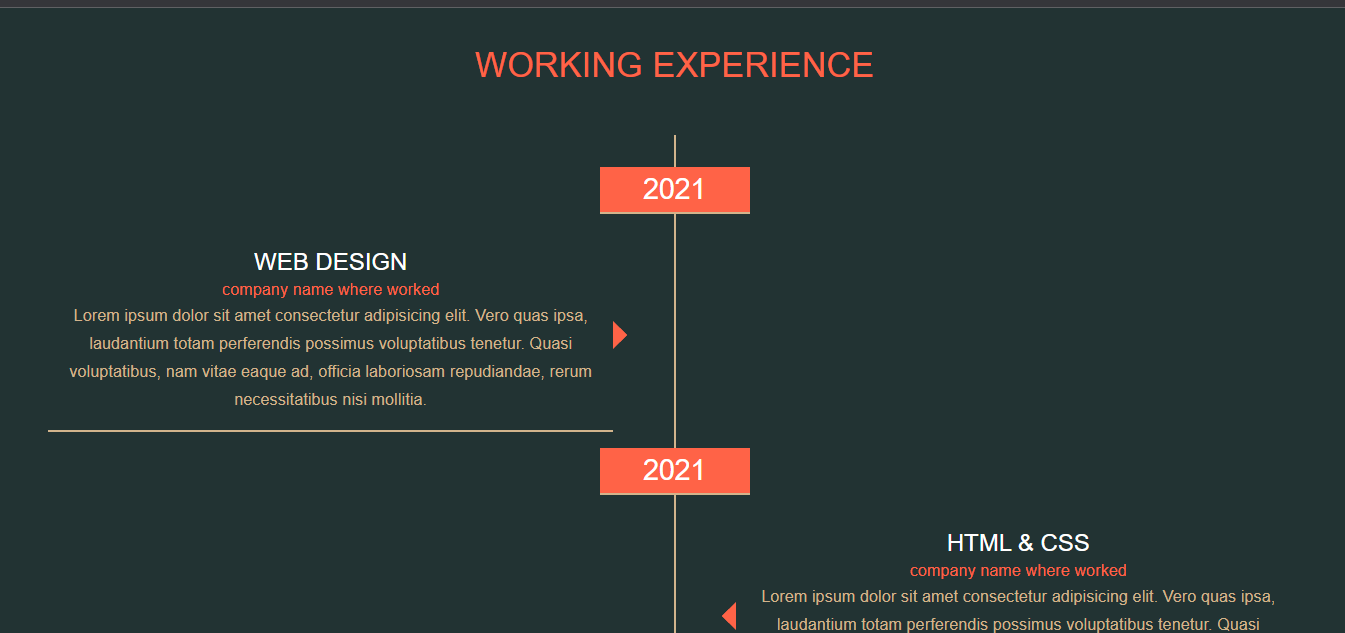 WORKING EXPERIENCE
2021
WEB DESIGN
company name where worked
Lorem ipsum dolor sit amet consectetur adipisicing elit. Vero quas ipsa,
laudantium totam perferendis possimus voluptatibus tenetur. Quasi
voluptatibus, nam vitae eaque ad, officia laboriosam repudiandae, rerum
necessitatibus nisi mollitia.
2021
HTML & CSS
company name where worked
Lorem ipsum dolor sit amet consectetur adipisicing elit. Vero quas ipsa,
laudantium totam perferendis possimus voluptatibus tenetur. Quasi